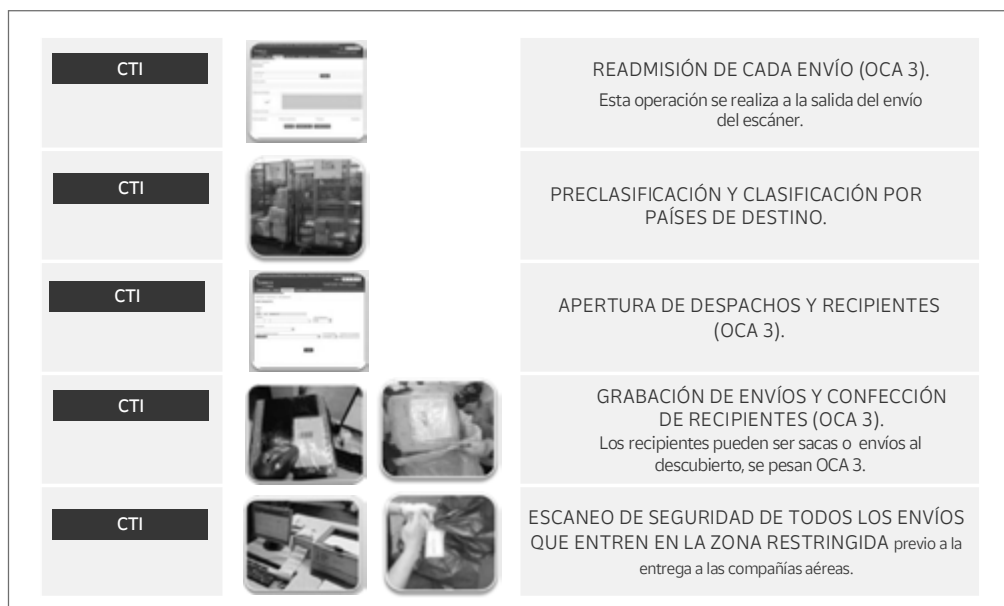 CTI
READMISIÓN DE CADA ENVÍO (OCA 3).
Esta operación se realiza a la salida del envío
del escáner.
CTI
PRECLASIFICACIÓN Y CLASIFICACIÓN POR
PAÍSES DE DESTINO.
CTI
APERTURA DE DESPACHOS Y RECIPIENTES
(OCA 3).
CTI
GRABACIÓN DE ENVÍOS Y CONFECCIÓN
DE RECIPIENTES (OCA 3).
Los recipientes pueden ser sacas o envíos al
descubierto, se pesan OCA 3.
CTI
ESCANEO DE SEGURIDAD DE TODOS LOS ENVÍOS
QUE ENTREN EN LA ZONA RESTRINGIDA previo a la
entrega a las compañías aéreas.